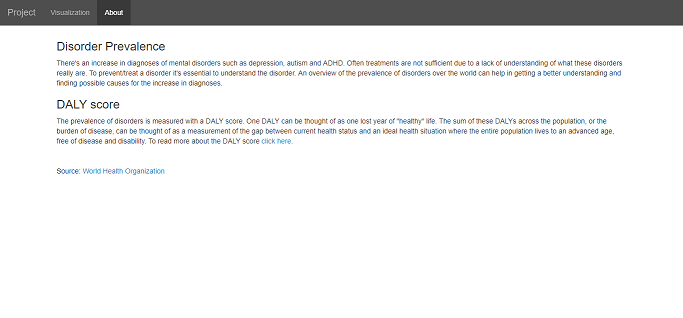 Project Visualization About
Disorder Prevalence
There's an increase in diagnoses of mental disorders such as depression, autism and ADHD. Often treatments are not sufficient due to a lack of understanding of what these disorders
really are. To prevent/treat a disorder it's essential to understand the disorder. An overview of the prevalence of disorders over the world can help in getting a better understanding and
finding possible causes for the increase in diagnoses.
DALY score
The prevalence of disorders is measured with a DALY score. One DALY can be thought of as one lost year of "healthy" life. The sum of these DALYs across the population, or the
burden of disease, can be thought of as a measurement of the gap between current health status and an ideal health situation where the entire population lives to an advanced age,
free of disease and disability. To read more about the DALY score click here.
Source: World Health Organization